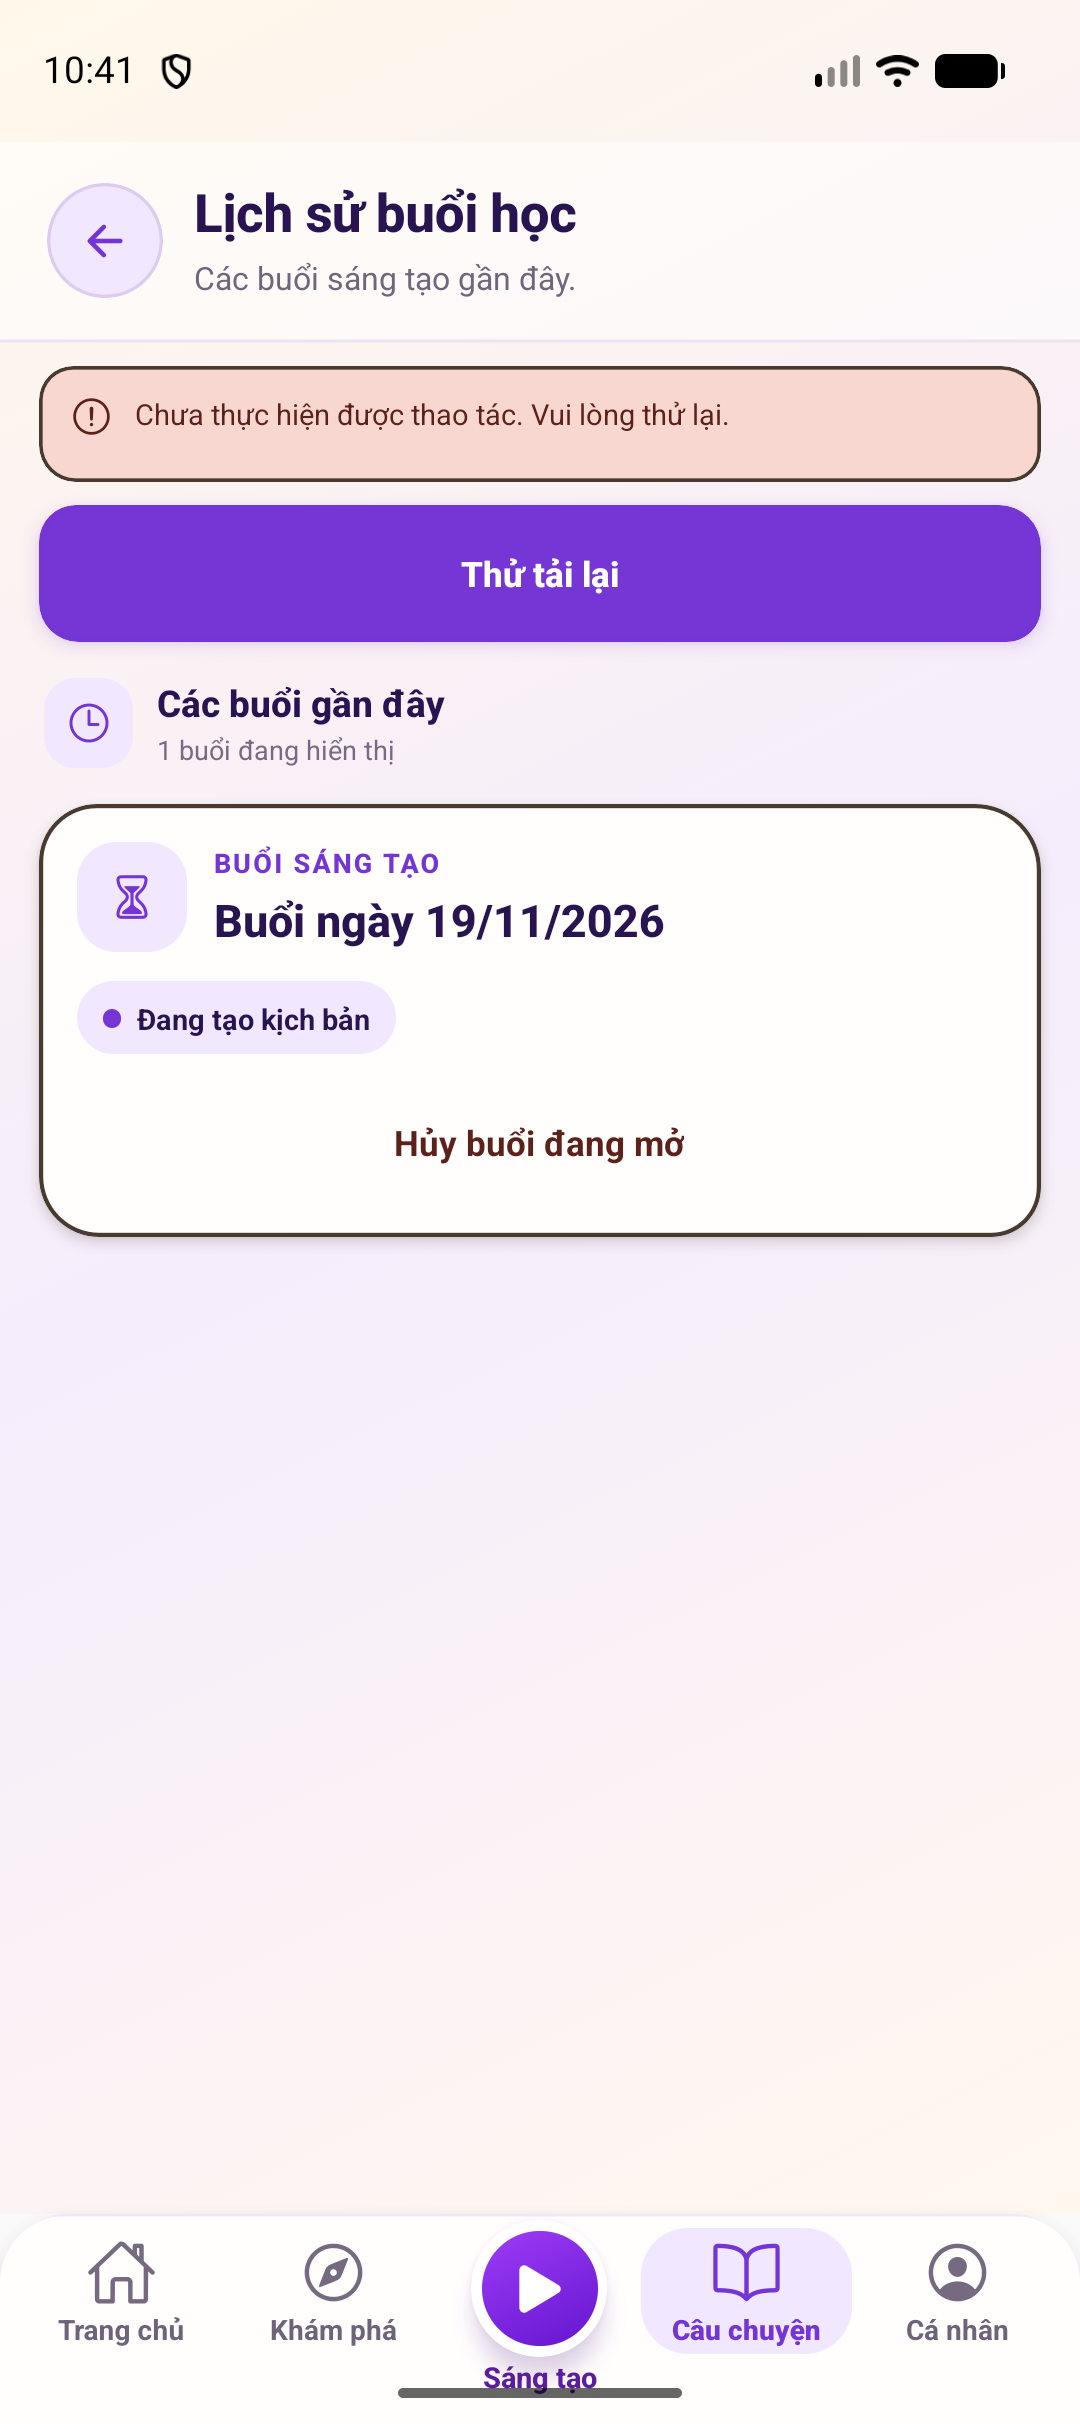 10:41
Lịch sử buổi học
Các buổi sáng tạo gần đây.
Chưa thực hiện được thao tác. Vui lòng thử lại.
Thử tải lại
Các buổi gần đây
1 buổi đang hiển thị
BUỔI SÁNG TẠO
Buổi ngày 19/11/2026
Đang tạo kịch bản
Hủy buổi đang mở
Trang chủ
Khám phá
Sáng tạo
Câu chuyện
Cá nhân